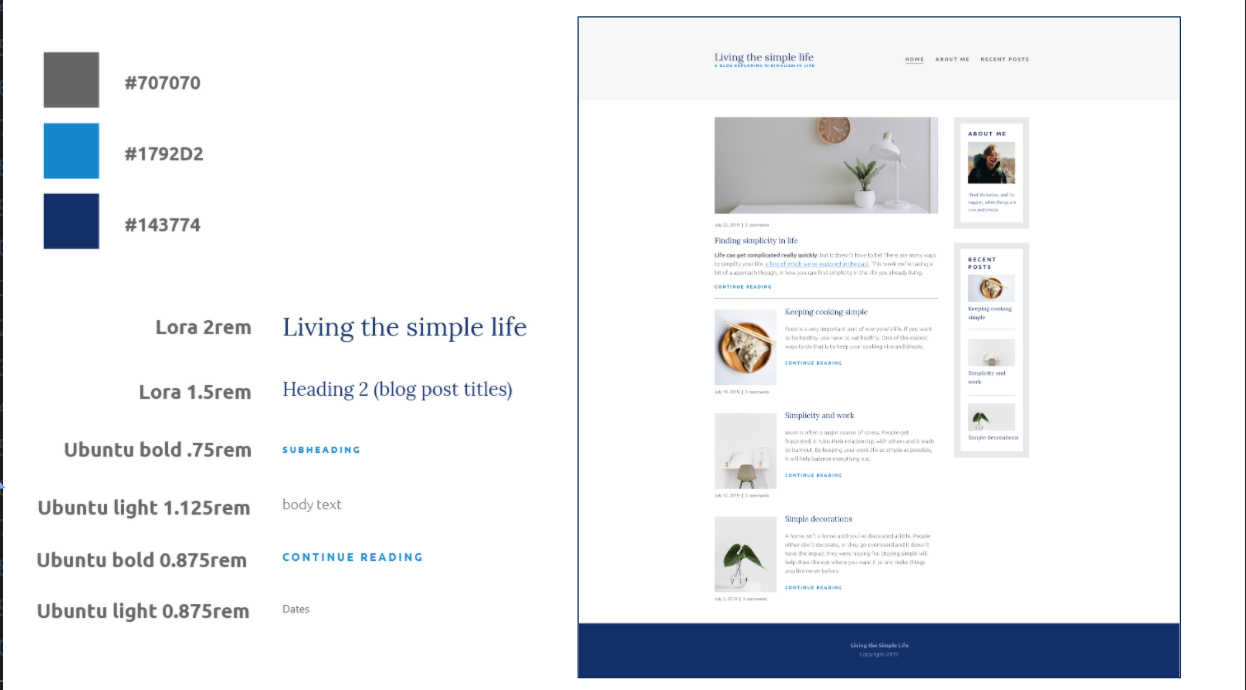 #707070
#1792D2
#143774
Lora 2rem
Living the simple life
Lora 1.5rem
Heading 2 (blog post titles)
Ubuntu bold .75rem
SUBHEADING
Ubuntu light 1.125rem
body text
Ubuntu bold 0.875rem
CONTINUE READING
Ubuntu light 0.875rem
Dates
Living the simple life
A BLOG EXPLORING MINIMALISM IN LIFE
HOME
ABOUT ME
RECENT POSTS
July 23, 2019 | 3 comments
Finding simplicity in life
Life can get complicated really quickly, but it doesn't have to be! There are many ways
to simplify your life, a few of which we've explored in the past. This week we're taking a
bit of a approach though, in how you can find simplicity in the life you already living.
CONTINUE READING
Keeping cooking simple
Food is a very important part of everyone's life. If you want
to be healthy, you have to eat healthy. One of the easiest
ways to do that is to keep your cooking nice and simple.
CONTINUE READING
July 19, 2019 | 3 comments
Simplicity and work
Work is often a major source of stress. People get
frustrated, it ruins their relationship with others and it leads
to burnout. By keeping your work life as simple as possible,
it will help balance everything out.
CONTINUE READING
July 12, 2019 | 3 comments
Simple decorations
A home isn't a home until you've decorated a little. People
either don't decorate, or they go overboard and it doesn't
have the impact they were hoping for. Staying simple will
help draw the eye where you want it to and make things
pop like never before.
CONTINUE READING
July 3, 2019 | 3 comments
ABOUT ME
I find life better, and I'm
happier, when things are
nice and simple.
RECENT
POSTS
Keeping cooking
simple
Simplicity and
work
Simple decorations
Living the Simple Life
Copyright 2019